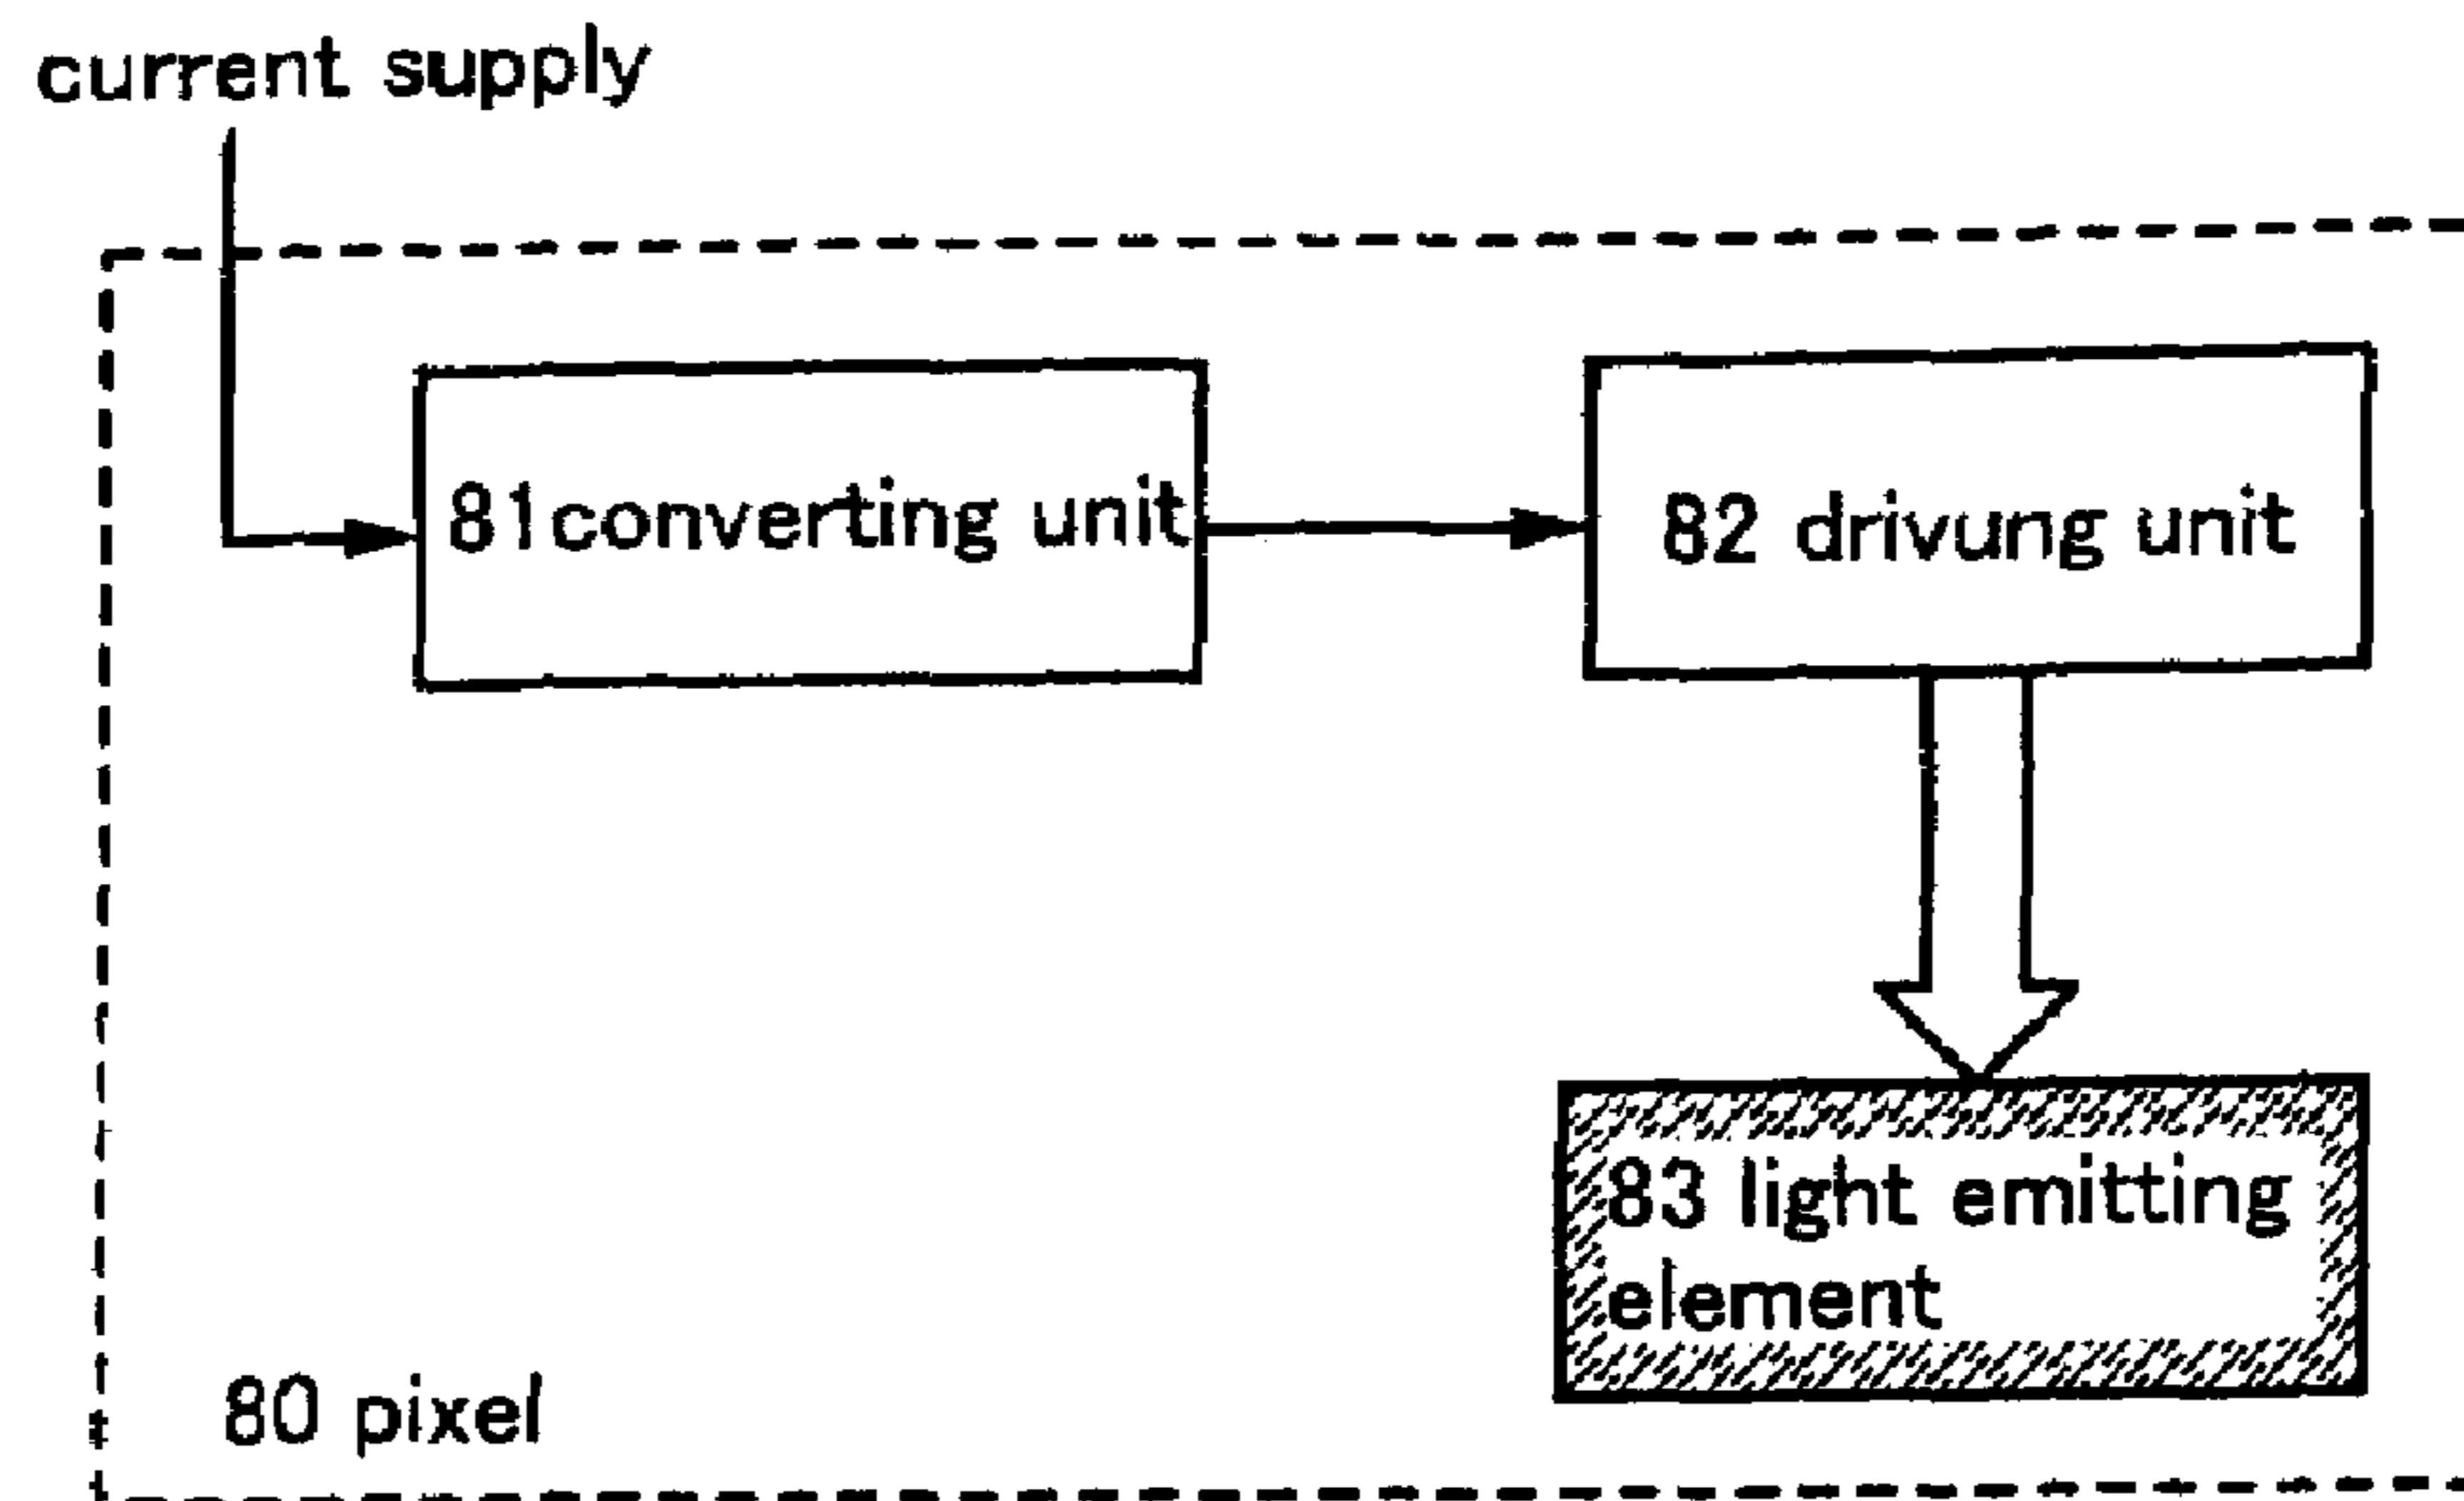 current supply
81converting unit
82 drivung unit
83 light emitting
element
80 pixel